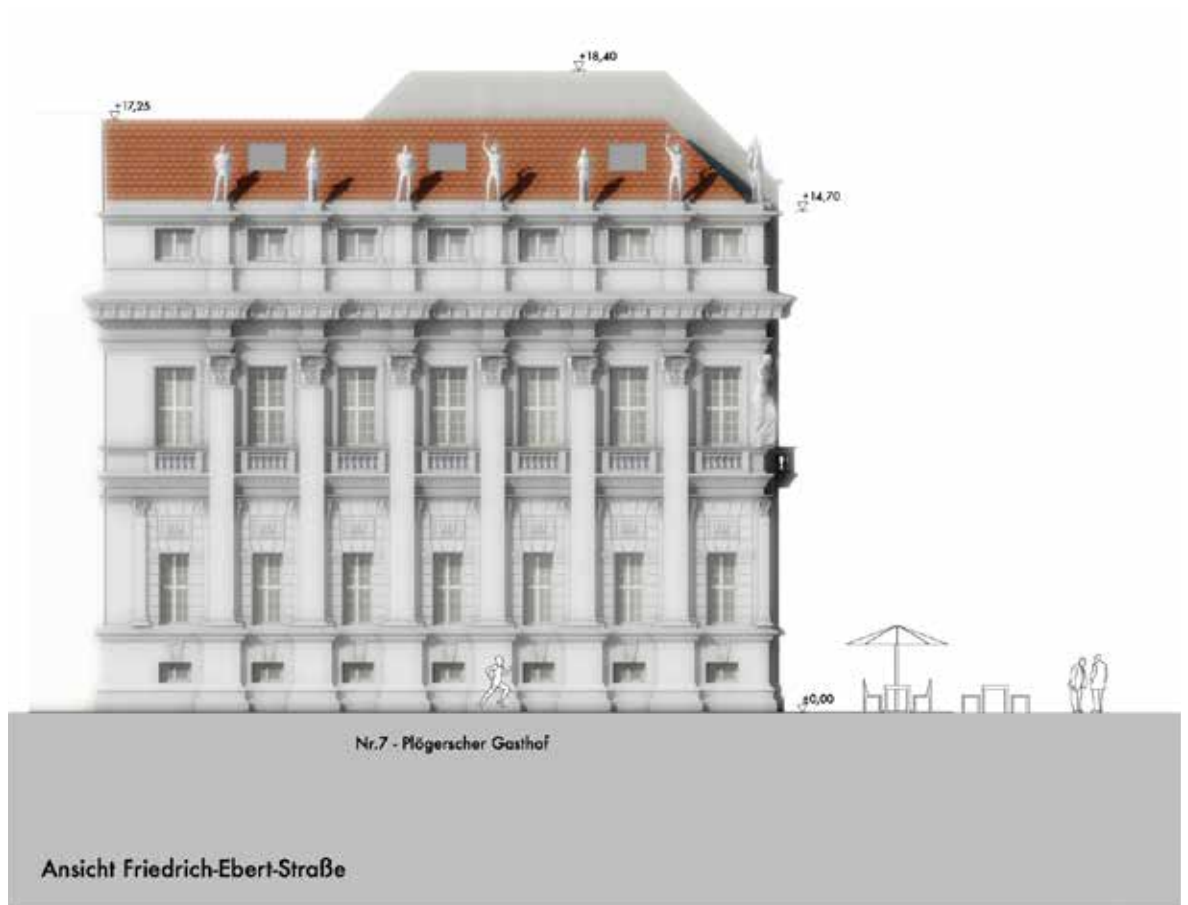 +18,40
+17,25
+14,70
±0,00
Nr.7 - Plögerscher Gasthof
Ansicht Friedrich-Ebert-Straße